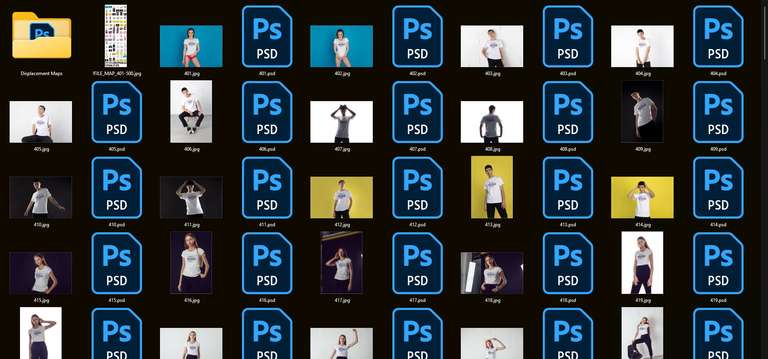 Ps
Displacement Maps
!FILE_MAP_401-500.jpg
401.jpg
Ps
PSD
401.psd
402.jpg
Ps
PSD
402.psd
403.jpg
Ps
PSD
403.psd
404.jpg
Ps
PSD
404.psd
405.jpg
Ps
PSD
405.psd
406.jpg
Ps
PSD
406.psd
407.jpg
Ps
PSD
407.psd
408.jpg
Ps
PSD
408.psd
409.jpg
Ps
PSD
409.psd
410.jpg
Ps
PSD
410.psd
411.jpg
Ps
PSD
411.psd
412.jpg
Ps
PSD
412.psd
413.jpg
Ps
PSD
413.psd
414.jpg
Ps
PSD
414.psd
415.jpg
Ps
PSD
415.psd
416.jpg
Ps
PSD
416.psd
417.jpg
Ps
PSD
417.psd
418.jpg
Ps
PSD
418.psd
419.jpg
Ps
PSD
419.psd
Ps
PSD
Ps
PSD
Ps
PSD
Ps
PSD
Ps
PSD